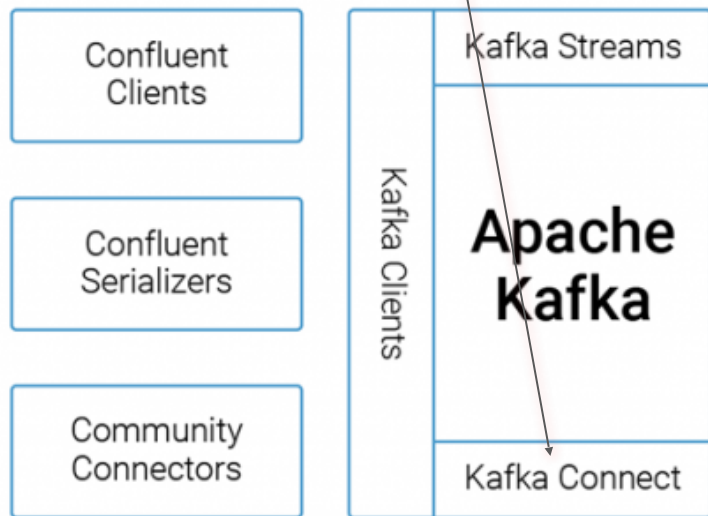 Confluent
Clients
Confluent
Serializers
Community
Connectors
Kafka Clients
Kafka Streams
Apache
Kafka
Kafka Connect